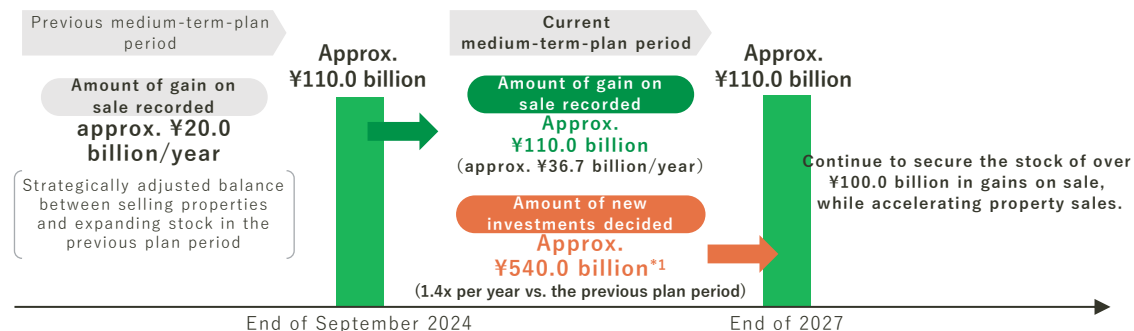 Previous medium-term-plan
period
Amount of gain on
sale recorded
approx. ¥20.0
billion/year
Strategically adjusted balance
between selling properties
and expanding stock in the
previous plan period
Approx.
¥110.0 billion
Current
medium-term-plan period
Amount of gain on
sale recorded
Approx.
¥110.0 billion
(approx. ¥36.7 billion/year)
Amount of new
investments decided
Approx.
¥540.0 billion*1
(1.4x per year vs. the previous plan period)
Approx.
¥110.0 billion
Continue to secure the stock of over
¥100.0 billion in gains on sale,
while accelerating property sales.
End of September 2024
End of 2027